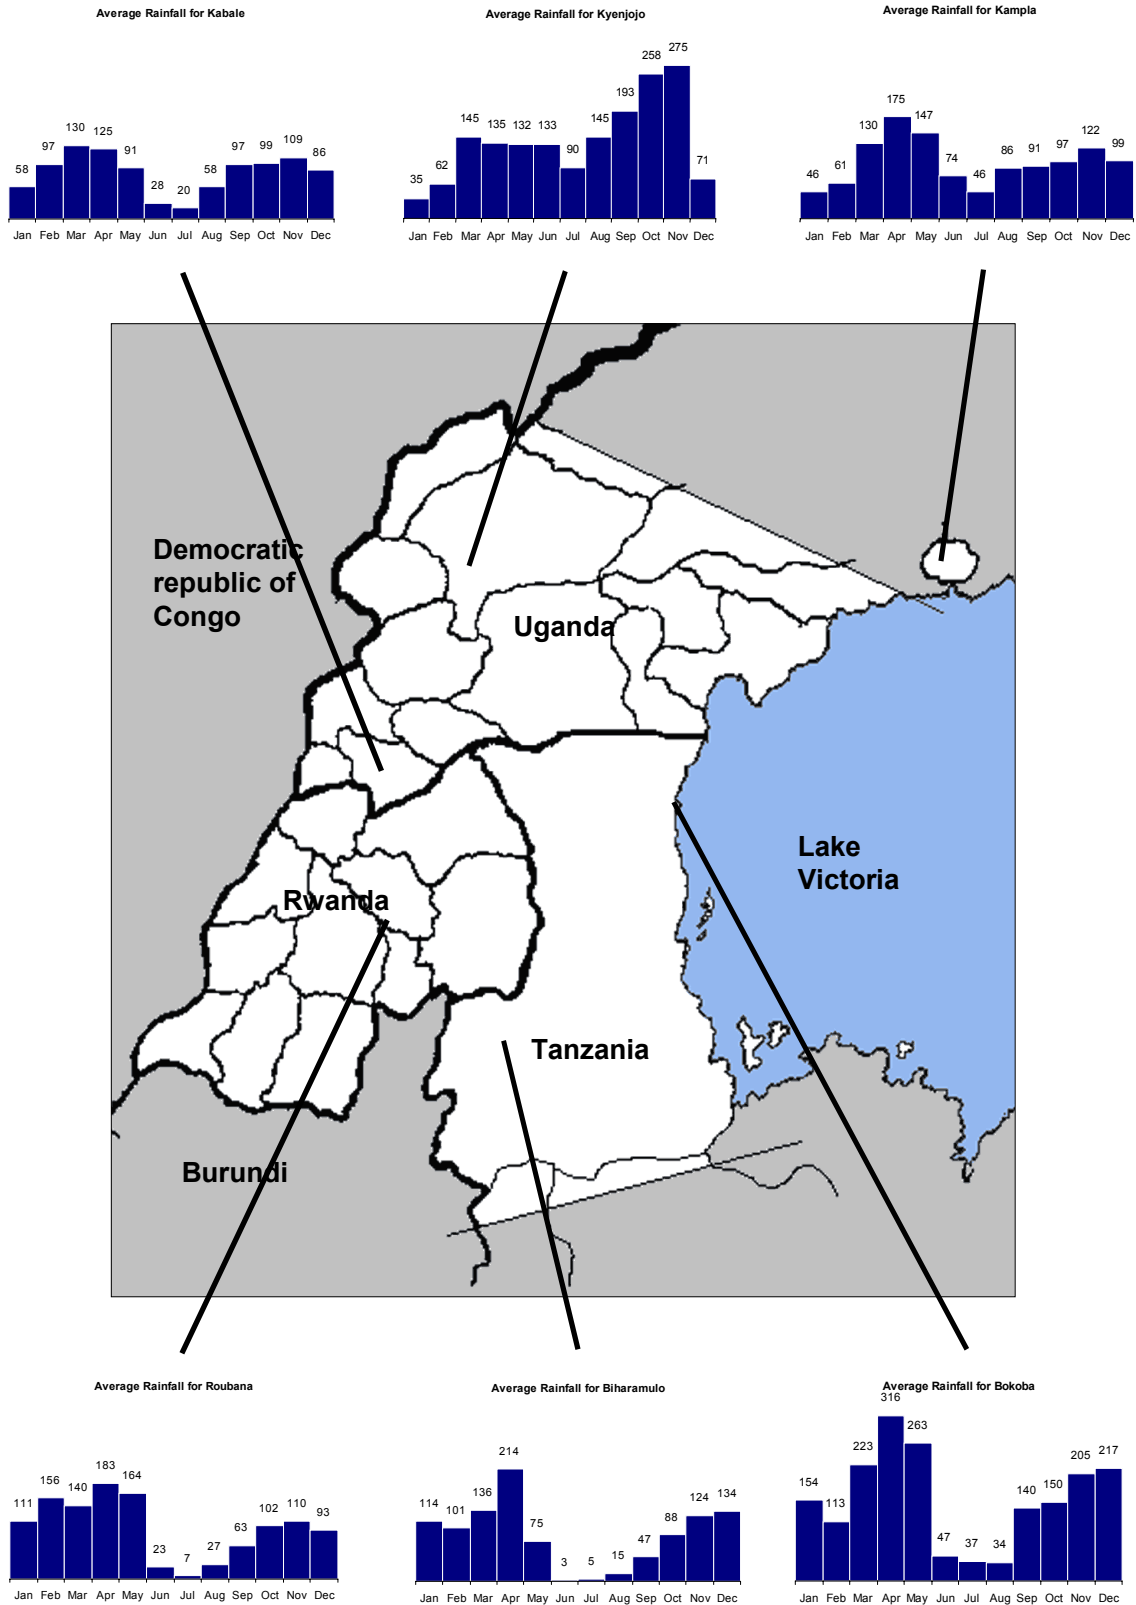 Average Rainfall for Kabale
58 97 130 125 91 28 20 58 97 99 109 86
Jan Feb Mar Apr May Jun Jul Aug Sep Oct Nov Dec
Average Rainfall for Kyenjojo
35 62 145 135 132 133 90 145 193 258 275 71
Jan Feb Mar Apr May Jun Jul Aug Sep Oct Nov Dec
Average Rainfall for Kampla
46 61 130 175 147 74 46 86 91 97 122 99
Jan Feb Mar Apr May Jun Jul Aug Sep Oct Nov Dec
Democratic
republic of
Congo
Uganda
Lake
Victoria
Rwanda
Tanzania
Burundi
Average Rainfall for Roubana
111 156 140 183 164 23 7 27 63 102 110 93
Jan Feb Mar Apr May Jun Jul Aug Sep Oct Nov Dec
Average Rainfall for Biharamulo
114 101 136 214 75 3 5 15 47 88 124 134
Jan Feb Mar Apr May Jun Jul Aug Sep Oct Nov Dec
Average Rainfall for Bokoba
154 113 223 316 263 47 37 34 140 150 205 217
Jan Feb Mar Apr May Jun Jul Aug Sep Oct Nov Dec